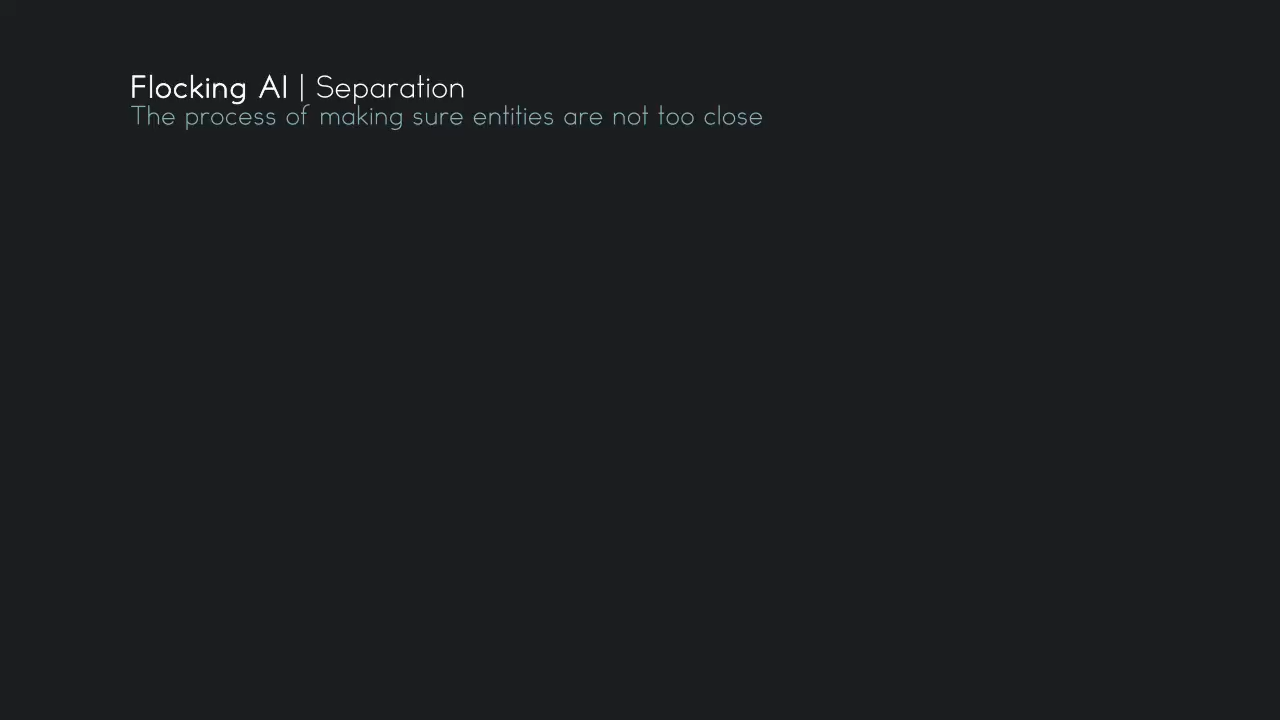 Flocking AI | Separation
The process of making sure entities are not too close